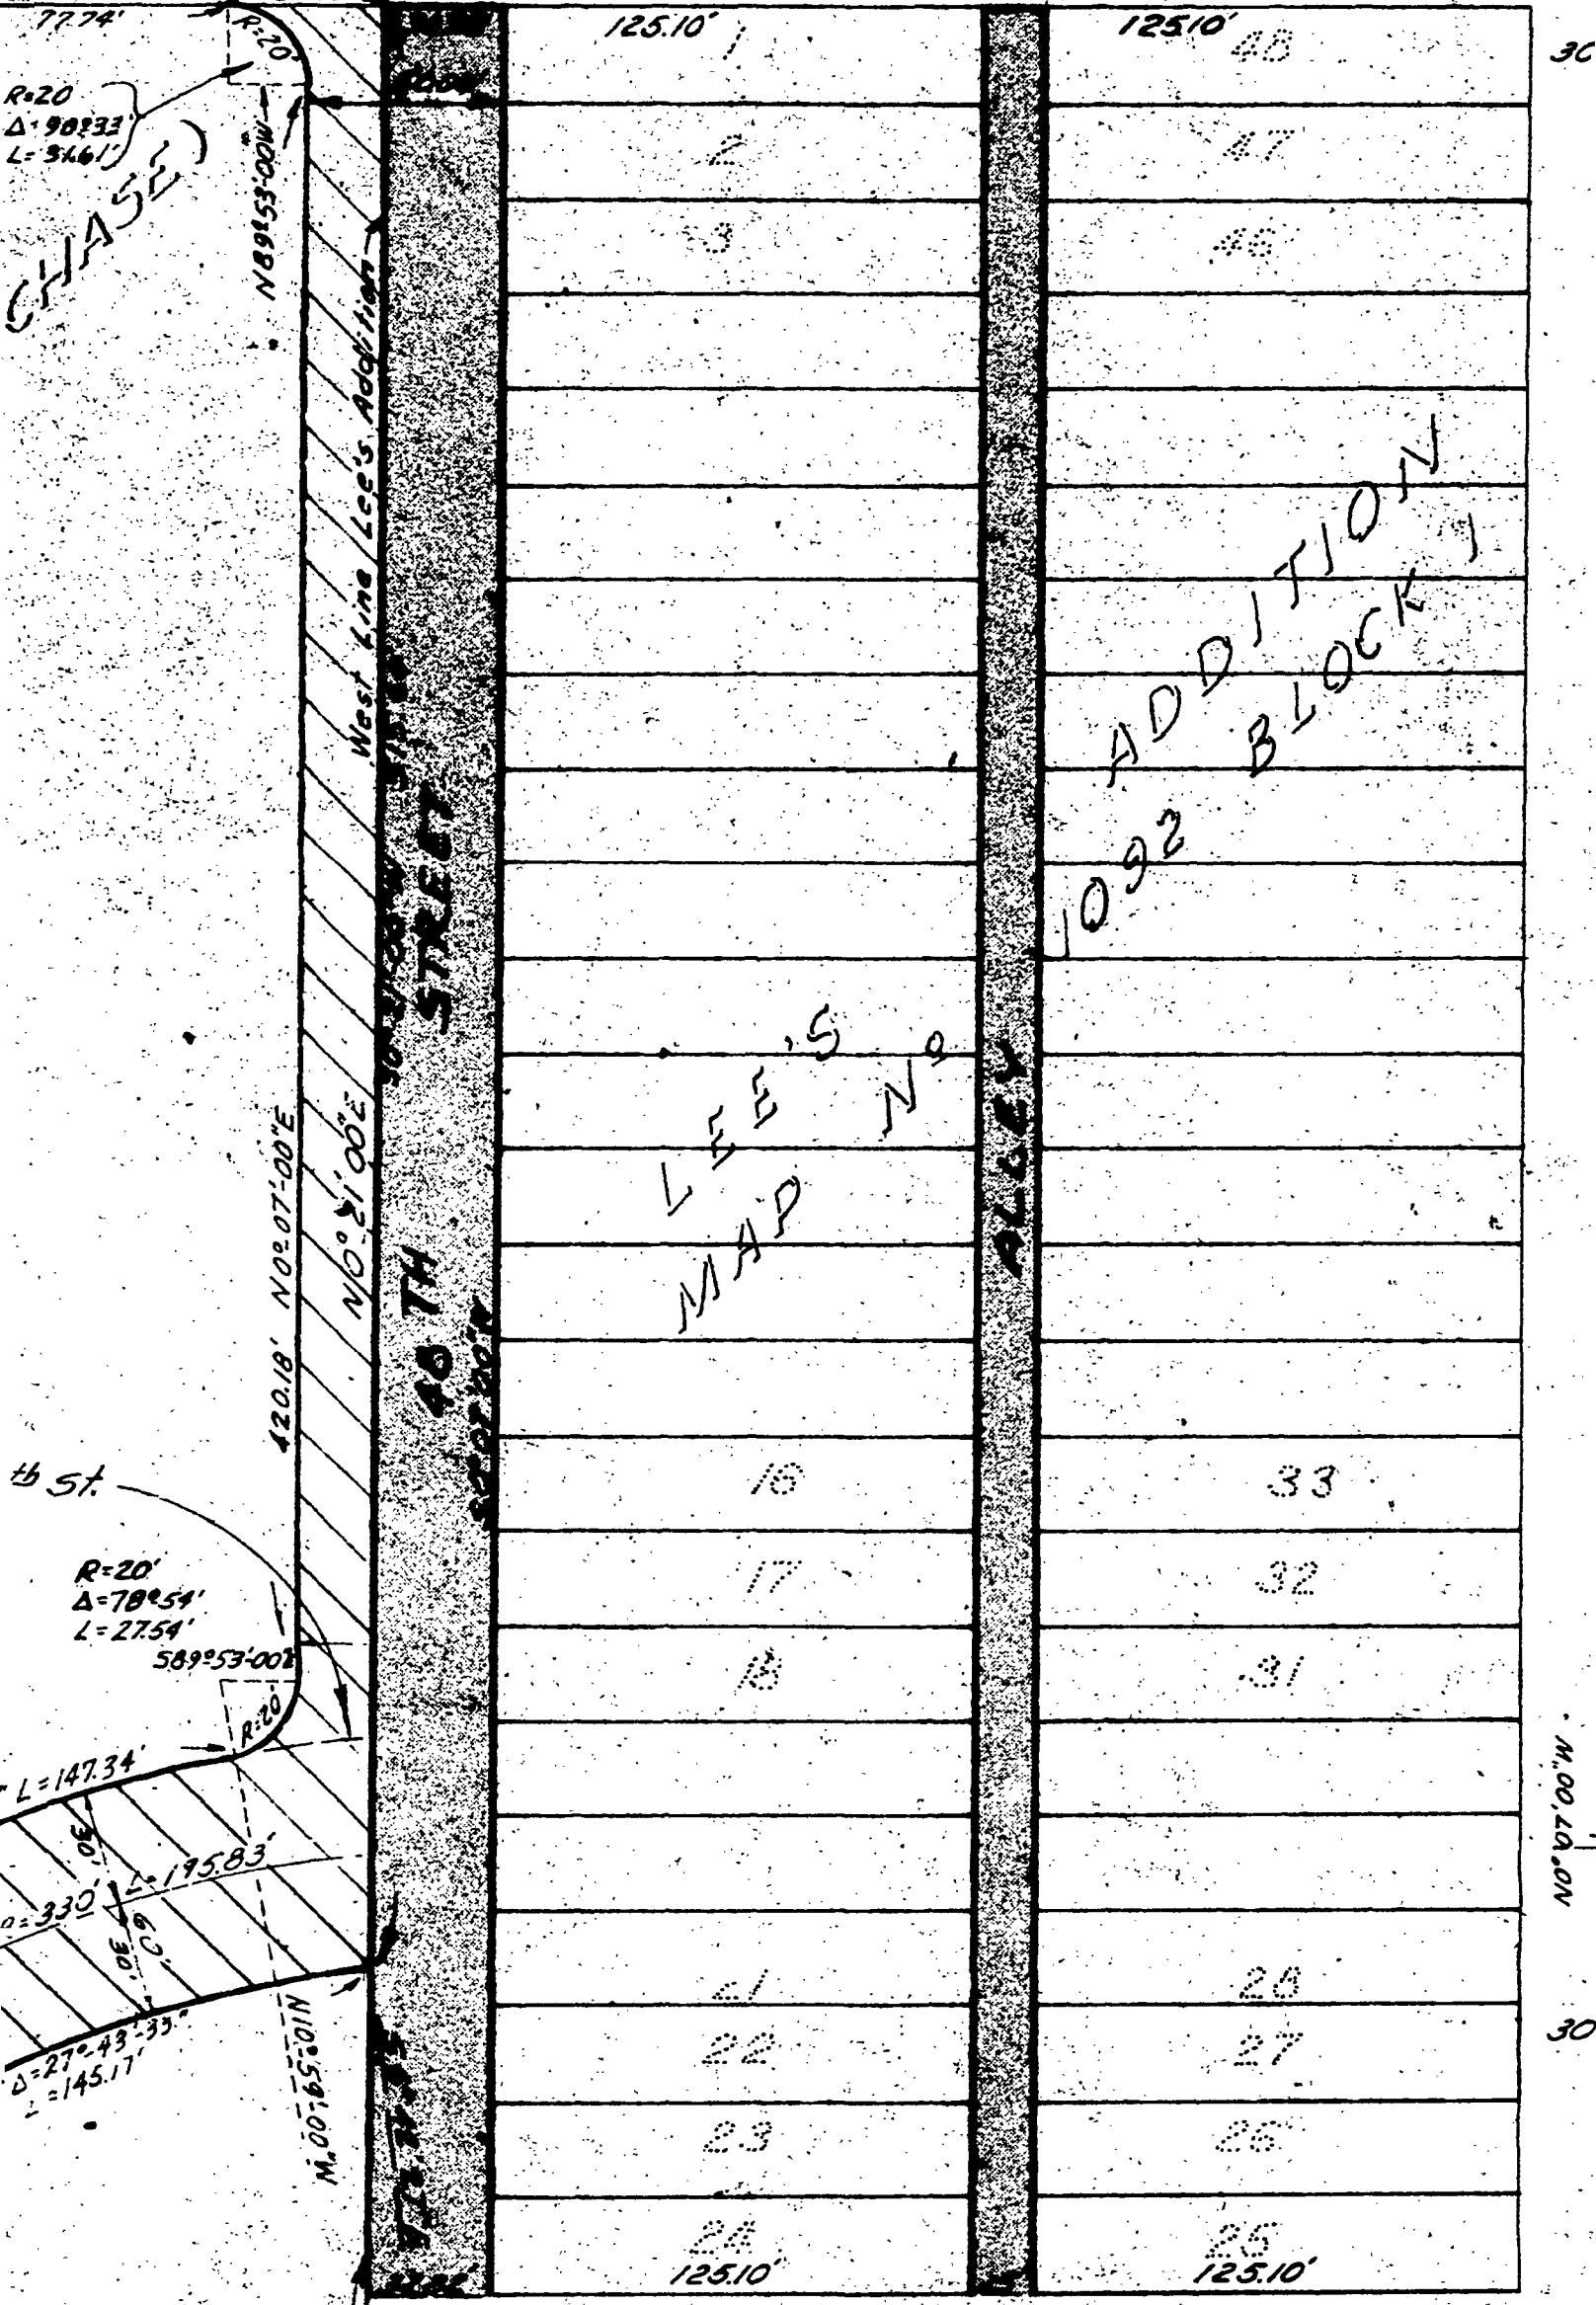 77.74'
R=20'
125.10'
1
125.10'
48
30
R=20
Δ=90°33'
L=31.61'
2
47
CHASE)
N89°53'-00W
3
46
West Line Lee's Addition
ADDITION
BLOCK 1
1092
STREET
LEE'S
Nº
MAP
ALLEY
N0°07'-00"E
420.18'
N0°21'00"E
48TH
16
33
th St.
17
32
R=20'
Δ=78°54'
L=27.54'
S89°53'-00E
18
31
R=20'
N0°07'00"W
L=147.34'
30'
L=195.83'
R=330'
60'
30'
21
28
N10°59'00"W
22
27
30
Δ=27°-43'-33"
L=145.17'
23
26
24
25
125.10'
125.10'